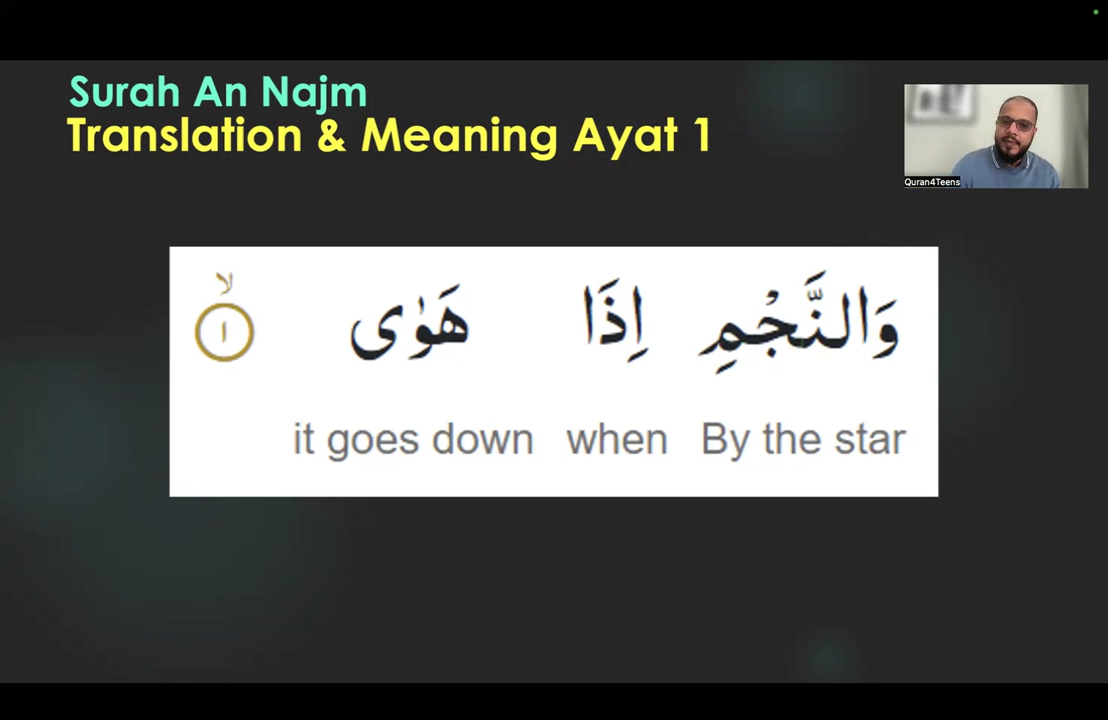 Surah An Najm
Translation & Meaning Ayat 1
Quran4Teens
وَالنَّجْمِ اِذَا هَوٰى ۙ ١
it goes down when By the star